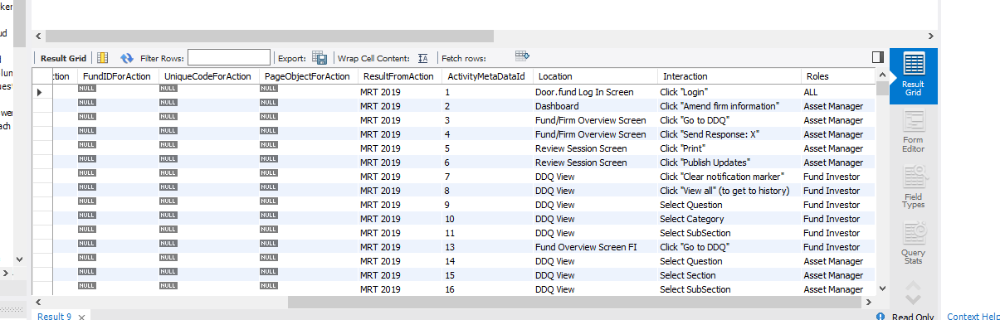 ker
ud
Result Grid Filter Rows: Export: Wrap Cell Content: Fetch rows:
ction FundIDForAction UniqueCodeForAction PageObjectForAction ResultFromAction ActivityMetaDataId Location Interaction Roles
NULL NULL NULL MRT 2019 1 Door.fund Log In Screen Click "Login" ALL
NULL NULL NULL MRT 2019 2 Dashboard Click "Amend firm information" Asset Manager
NULL NULL NULL MRT 2019 3 Fund/Firm Overview Screen Click "Go to DDQ" Asset Manager
NULL NULL NULL MRT 2019 4 Fund/Firm Overview Screen Click "Send Response: X" Asset Manager
NULL NULL NULL MRT 2019 5 Review Session Screen Click "Print" Asset Manager
NULL NULL NULL MRT 2019 6 Review Session Screen Click "Publish Updates" Asset Manager
NULL NULL NULL MRT 2019 7 DDQ View Click "Clear notification marker" Fund Investor
NULL NULL NULL MRT 2019 8 DDQ View Click "View all" (to get to history) Fund Investor
NULL NULL NULL MRT 2019 9 DDQ View Select Question Fund Investor
NULL NULL NULL MRT 2019 10 DDQ View Select Category Fund Investor
NULL NULL NULL MRT 2019 11 DDQ View Select SubSection Fund Investor
NULL NULL NULL MRT 2019 13 Fund Overview Screen FI Click "Go to DDQ" Fund Investor
NULL NULL NULL MRT 2019 14 DDQ View Select Question Asset Manager
NULL NULL NULL MRT 2019 15 DDQ View Select Section Asset Manager
NULL NULL NULL MRT 2019 16 DDQ View Select SubSection Asset Manager
Result
Grid
Form
Editor
Field
Types
Query
Stats
Result 9 Read Only Context Help